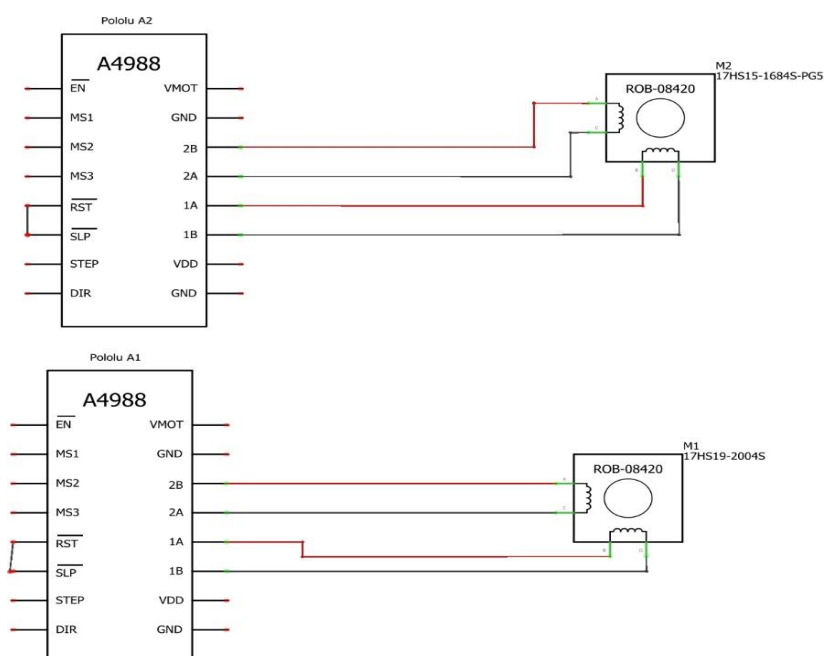 Pololu A2
A4988
EN
MS1
MS2
MS3
RST
SLP
STEP
DIR
VMOT
GND
2B
2A
1A
1B
VDD
GND
M2
17HS15-1684S-PG5
ROB-08420
A
C
B
D
Pololu A1
A4988
EN
MS1
MS2
MS3
RST
SLP
STEP
DIR
VMOT
GND
2B
2A
1A
1B
VDD
GND
M1
17HS19-2004S
ROB-08420
A
C
B
D